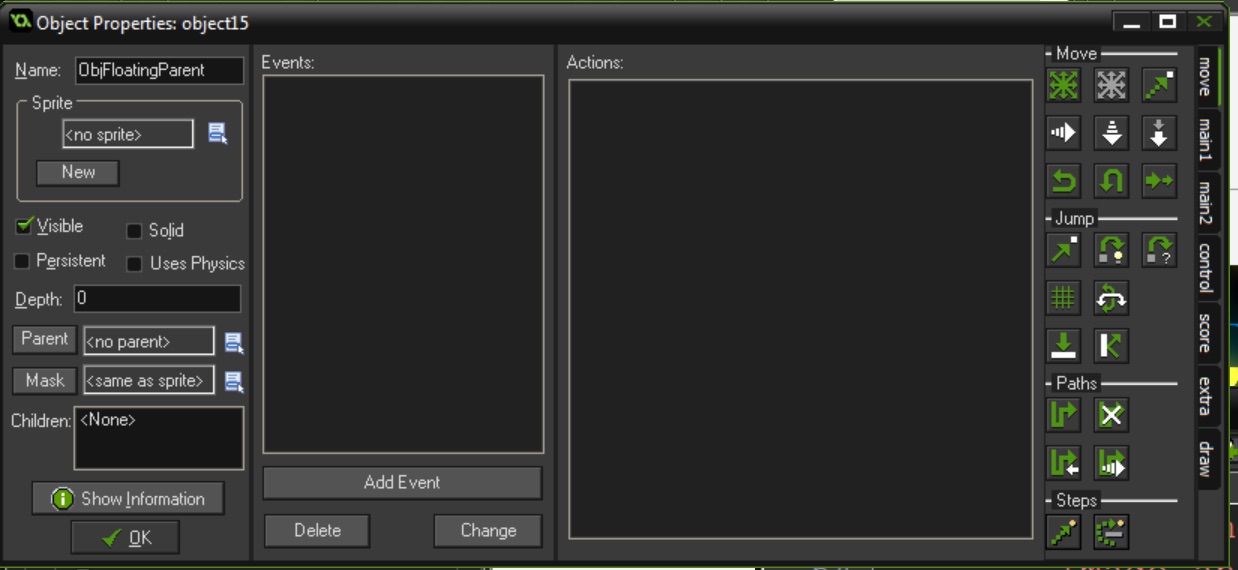 Object Properties: object15
Name: ObjFloatingParent
Sprite
<no sprite>
New
Visible
Solid
Persistent
Uses Physics
Depth: 0
Parent <no parent>
Mask <same as sprite>
Children: <None>
Show Information
OK
Events:
Add Event
Delete
Change
Actions:
Move
Jump
?
Paths
Steps
move
main1
main2
control
score
extra
draw